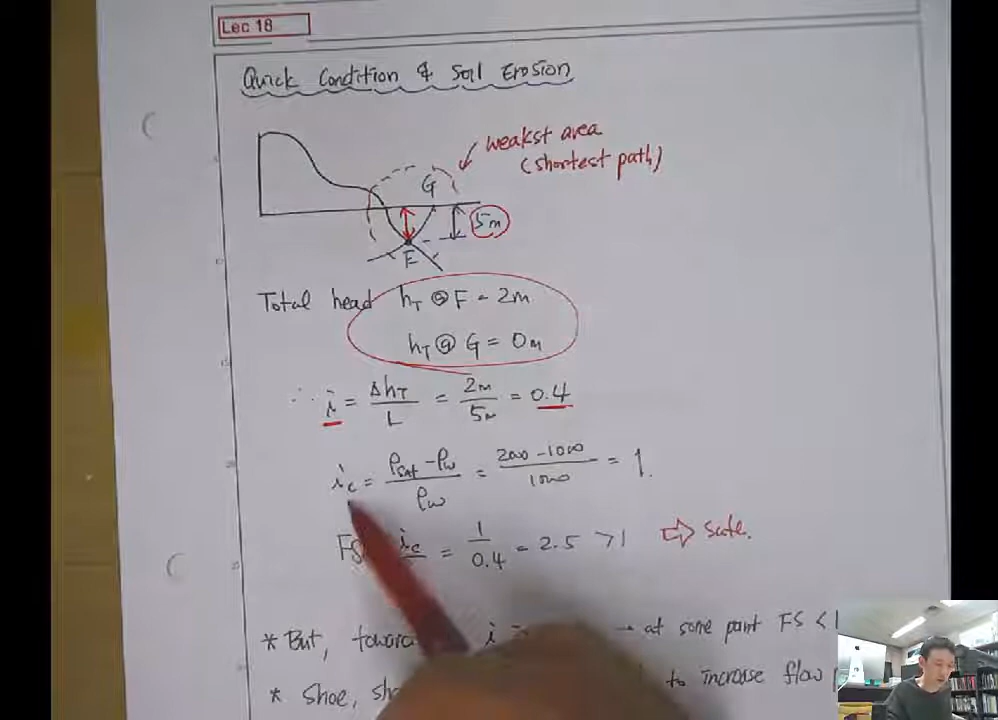 Lec 18
Quick Condition & Soil Erosion
weakst area
(shortest path)
G
5m
F
Total head hT @ F = 2m
hT @ G = 0m
∴ i = ΔhT / L = 2m / 5m = 0.4
ic = ρsat - ρw / ρw = 2000 - 1000 / 1000 = 1.
FS ic = 1 / 0.4 = 2.5 > 1 ⇒ safe.
* But, i at some part FS < 1
* Shoe, to increase flow